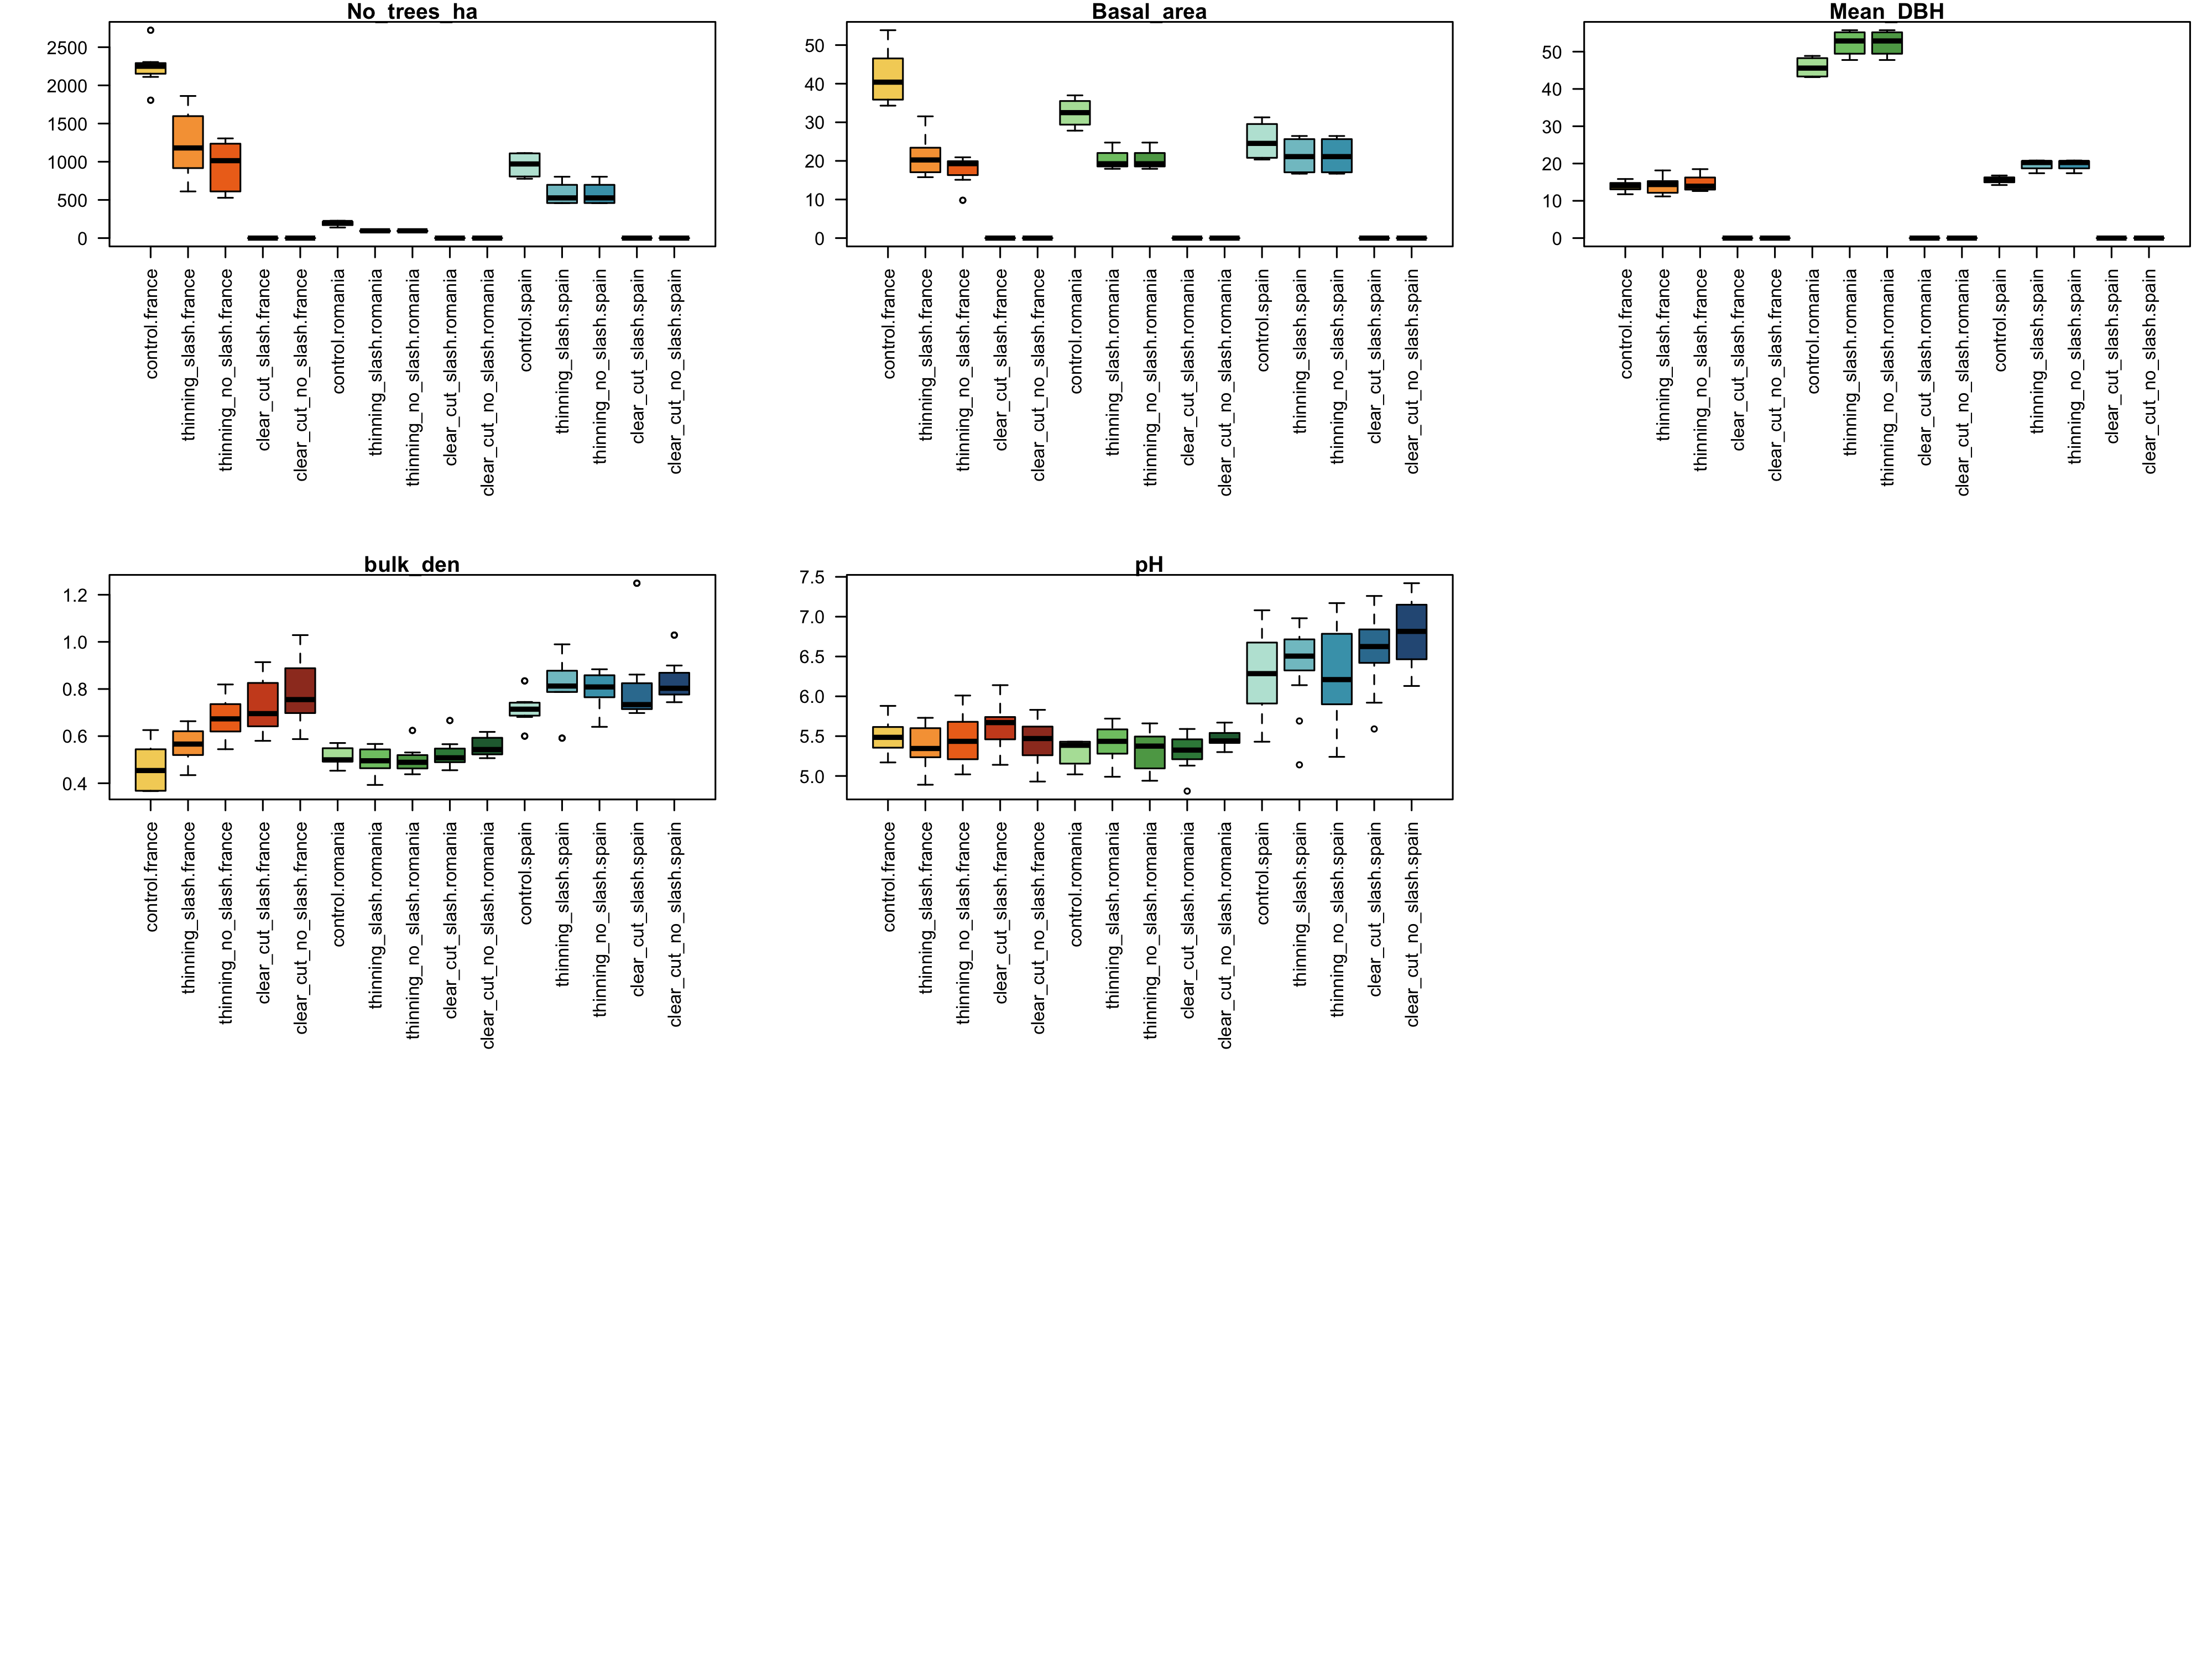 No_trees_ha
2500
2000
1500
1000
500
0
control.france
thinning_slash.france
thinning_no_slash.france
clear_cut_slash.france
clear_cut_no_slash.france
control.romania
thinning_slash.romania
thinning_no_slash.romania
clear_cut_slash.romania
clear_cut_no_slash.romania
control.spain
thinning_slash.spain
thinning_no_slash.spain
clear_cut_slash.spain
clear_cut_no_slash.spain
Basal_area
50
40
30
20
10
0
control.france
thinning_slash.france
thinning_no_slash.france
clear_cut_slash.france
clear_cut_no_slash.france
control.romania
thinning_slash.romania
thinning_no_slash.romania
clear_cut_slash.romania
clear_cut_no_slash.romania
control.spain
thinning_slash.spain
thinning_no_slash.spain
clear_cut_slash.spain
clear_cut_no_slash.spain
Mean_DBH
50
40
30
20
10
0
control.france
thinning_slash.france
thinning_no_slash.france
clear_cut_slash.france
clear_cut_no_slash.france
control.romania
thinning_slash.romania
thinning_no_slash.romania
clear_cut_slash.romania
clear_cut_no_slash.romania
control.spain
thinning_slash.spain
thinning_no_slash.spain
clear_cut_slash.spain
clear_cut_no_slash.spain
bulk_den
1.2
1.0
0.8
0.6
0.4
control.france
thinning_slash.france
thinning_no_slash.france
clear_cut_slash.france
clear_cut_no_slash.france
control.romania
thinning_slash.romania
thinning_no_slash.romania
clear_cut_slash.romania
clear_cut_no_slash.romania
control.spain
thinning_slash.spain
thinning_no_slash.spain
clear_cut_slash.spain
clear_cut_no_slash.spain
pH
7.5
7.0
6.5
6.0
5.5
5.0
control.france
thinning_slash.france
thinning_no_slash.france
clear_cut_slash.france
clear_cut_no_slash.france
control.romania
thinning_slash.romania
thinning_no_slash.romania
clear_cut_slash.romania
clear_cut_no_slash.romania
control.spain
thinning_slash.spain
thinning_no_slash.spain
clear_cut_slash.spain
clear_cut_no_slash.spain